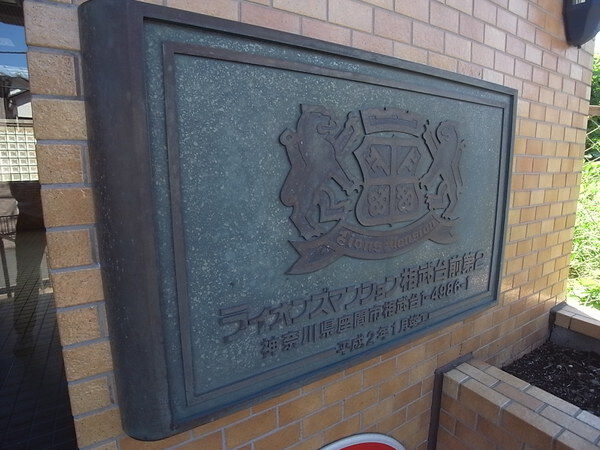 Lions Mansion
ライオンズマンション相武台前第2
神奈川県座間市相武台1-4986-1
平成2年1月竣工